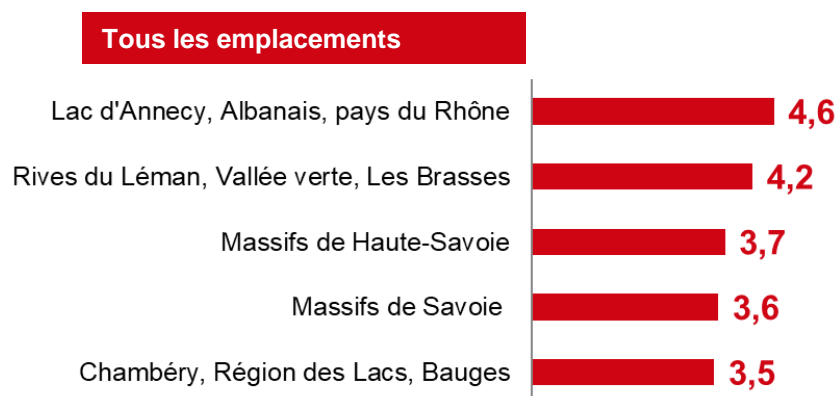 Tous les emplacements
Lac d'Annecy, Albanais, pays du Rhône 4,6
Rives du Léman, Vallée verte, Les Brasses 4,2
Massifs de Haute-Savoie 3,7
Massifs de Savoie 3,6
Chambéry, Région des Lacs, Bauges 3,5